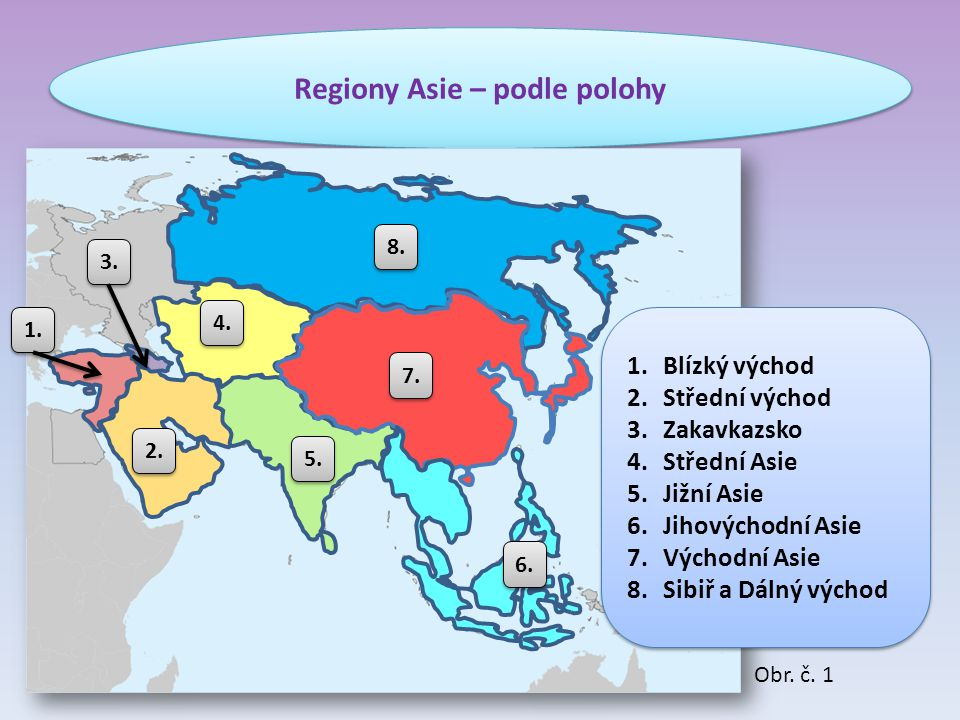 Regiony Asie – podle polohy
8.
3.
4.
1.
7.
2.
5.
6.
1. Blízký východ
2. Střední východ
3. Zakavkazsko
4. Střední Asie
5. Jižní Asie
6. Jihovýchodní Asie
7. Východní Asie
8. Sibiř a Dálný východ
Obr. č. 1